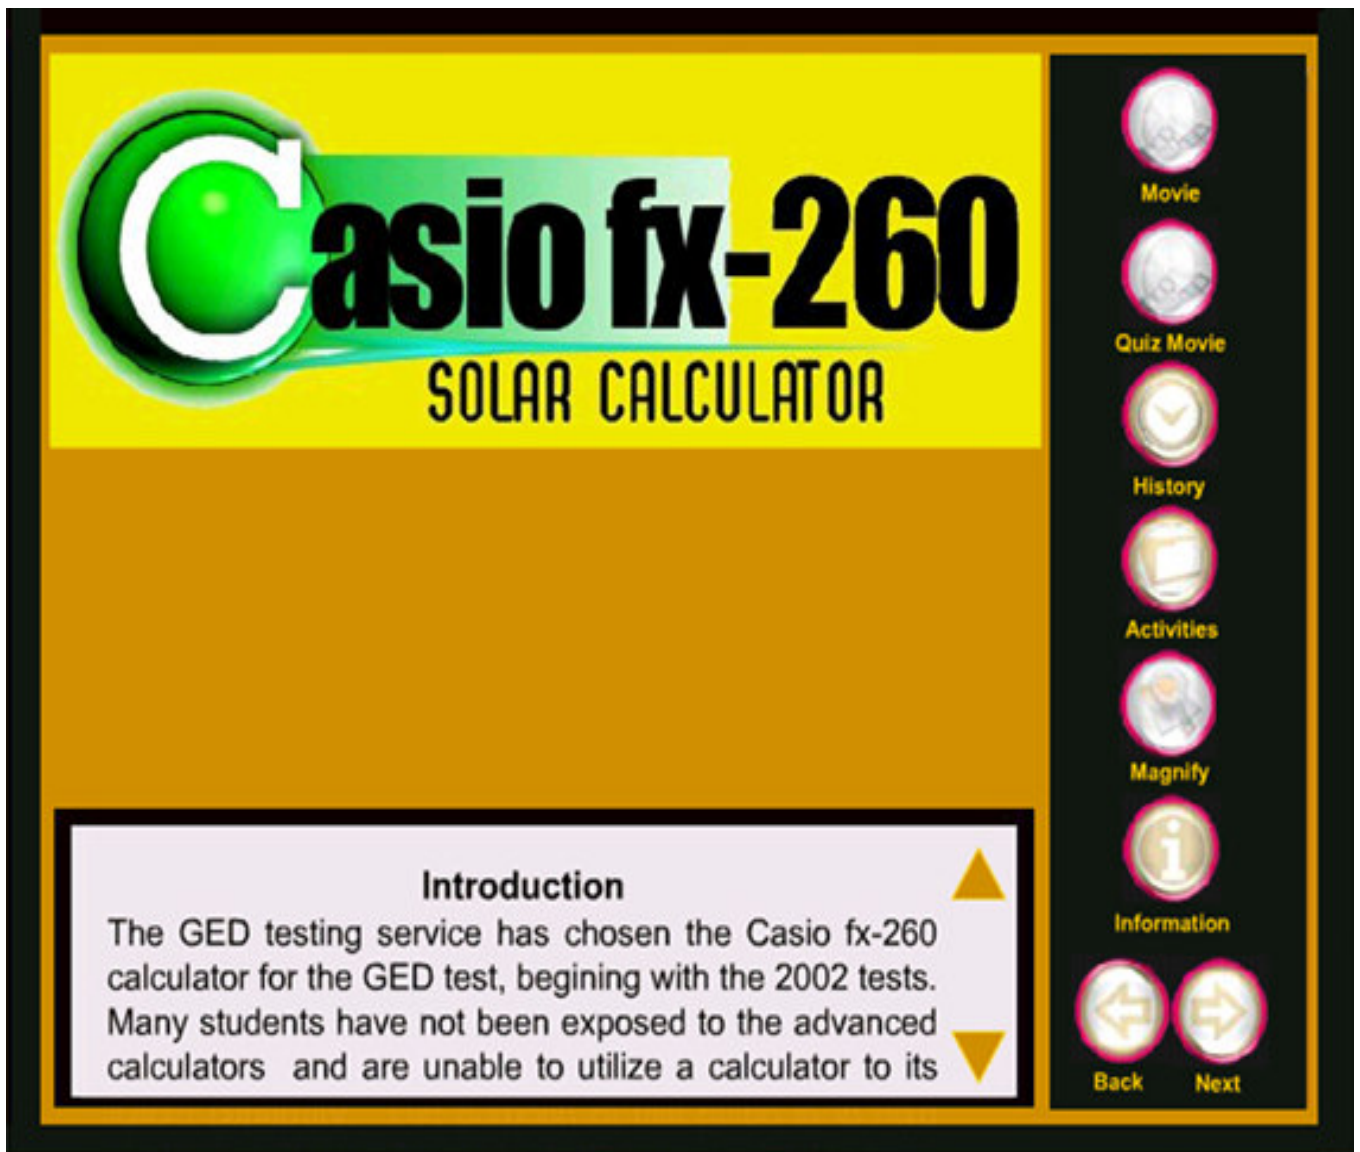 Casio fx-260
SOLAR CALCULATOR
Movie
Quiz Movie
History
Activities
Magnify
Information
Back Next
Introduction
The GED testing service has chosen the Casio fx-260
calculator for the GED test, begining with the 2002 tests.
Many students have not been exposed to the advanced
calculators and are unable to utilize a calculator to its